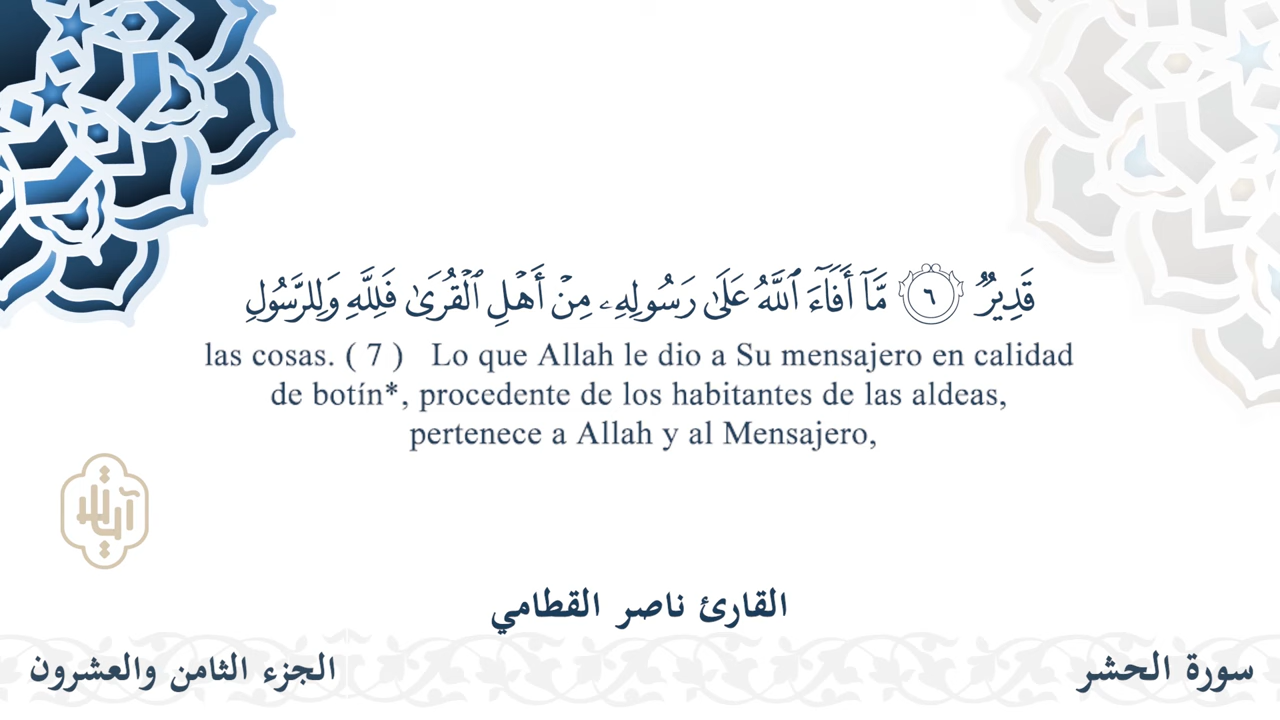 قَدِيرٌ ٦ مَّآ أَفَآءَ ٱللَّهُ عَلَىٰ رَسُولِهِۦ مِنْ أَهْلِ ٱلْقُرَىٰ فَلِلَّهِ وَلِلرَّسُولِ
las cosas. ( 7 ) Lo que Allah le dio a Su mensajero en calidad
de botín*, procedente de los habitantes de las aldeas,
pertenece a Allah y al Mensajero,
آيات الله
القارئ ناصر القطامي
سورة الحشر
الجزء الثامن والعشرون